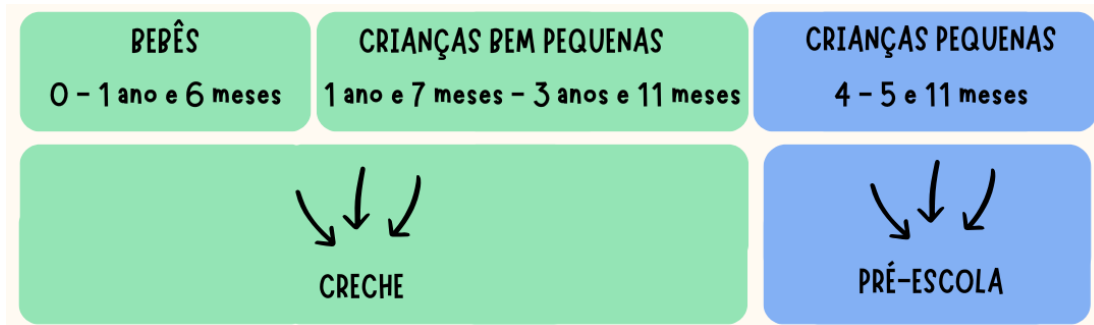 BEBÊS
0 – 1 ano e 6 meses
CRIANÇAS BEM PEQUENAS
1 ano e 7 meses – 3 anos e 11 meses
CRIANÇAS PEQUENAS
4 – 5 e 11 meses
CRECHE
PRÉ-ESCOLA